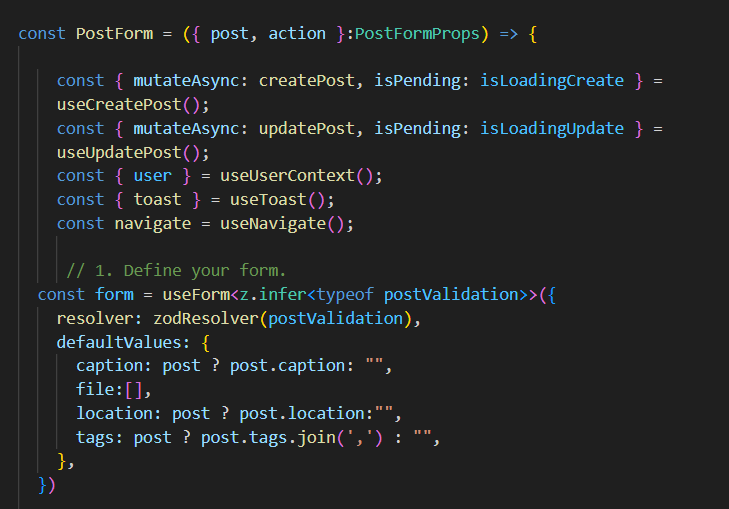 const PostForm = ({ post, action }:PostFormProps) => {
const { mutateAsync: createPost, isPending: isLoadingCreate } =
useCreatePost();
const { mutateAsync: updatePost, isPending: isLoadingUpdate } =
useUpdatePost();
const { user } = useUserContext();
const { toast } = useToast();
const navigate = useNavigate();
// 1. Define your form.
const form = useForm<z.infer<typeof postValidation>>({
resolver: zodResolver(postValidation),
defaultValues: {
caption: post ? post.caption: "",
file:[],
location: post ? post.location:"",
tags: post ? post.tags.join(',') : "",
},
})